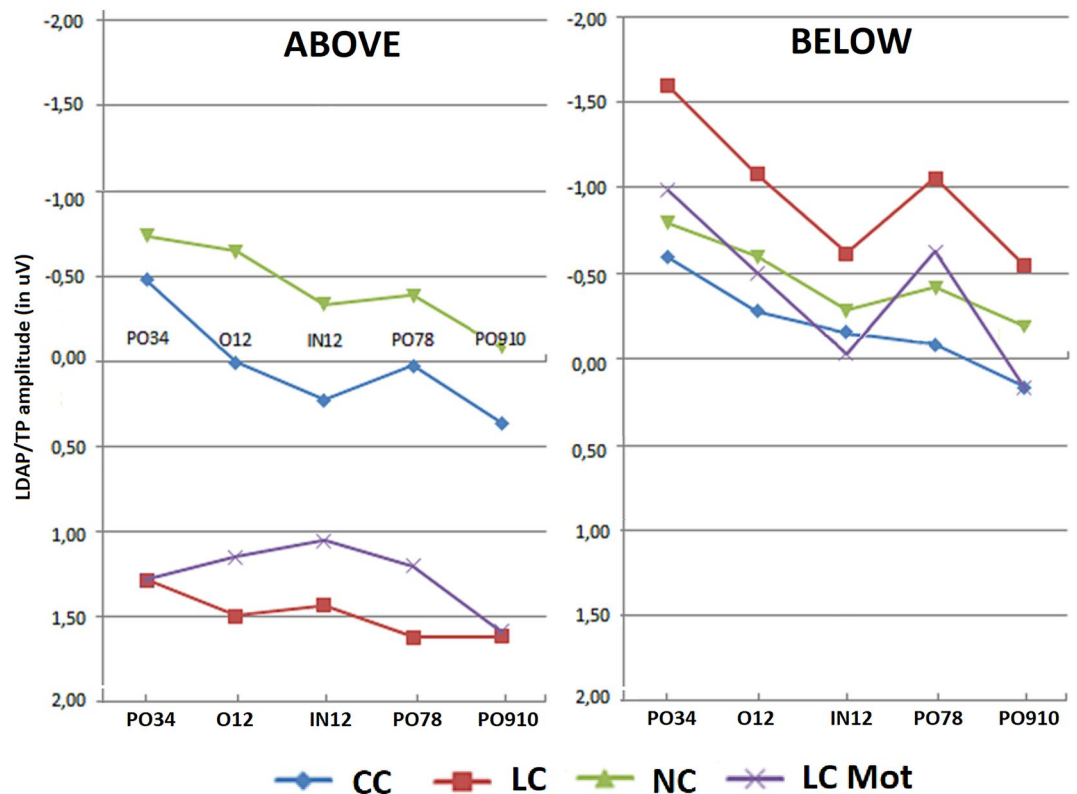 ABOVE
BELOW
LDAP/TP amplitude (in uV)
-2,00
-1,50
-1,00
-0,50
0,00
0,50
1,00
1,50
2,00
PO34 O12 IN12 PO78 PO910
PO34 O12 IN12 PO78 PO910
-2,00
-1,50
-1,00
-0,50
0,00
0,50
1,00
1,50
2,00
PO34 O12 IN12 PO78 PO910
CC LC NC LC Mot